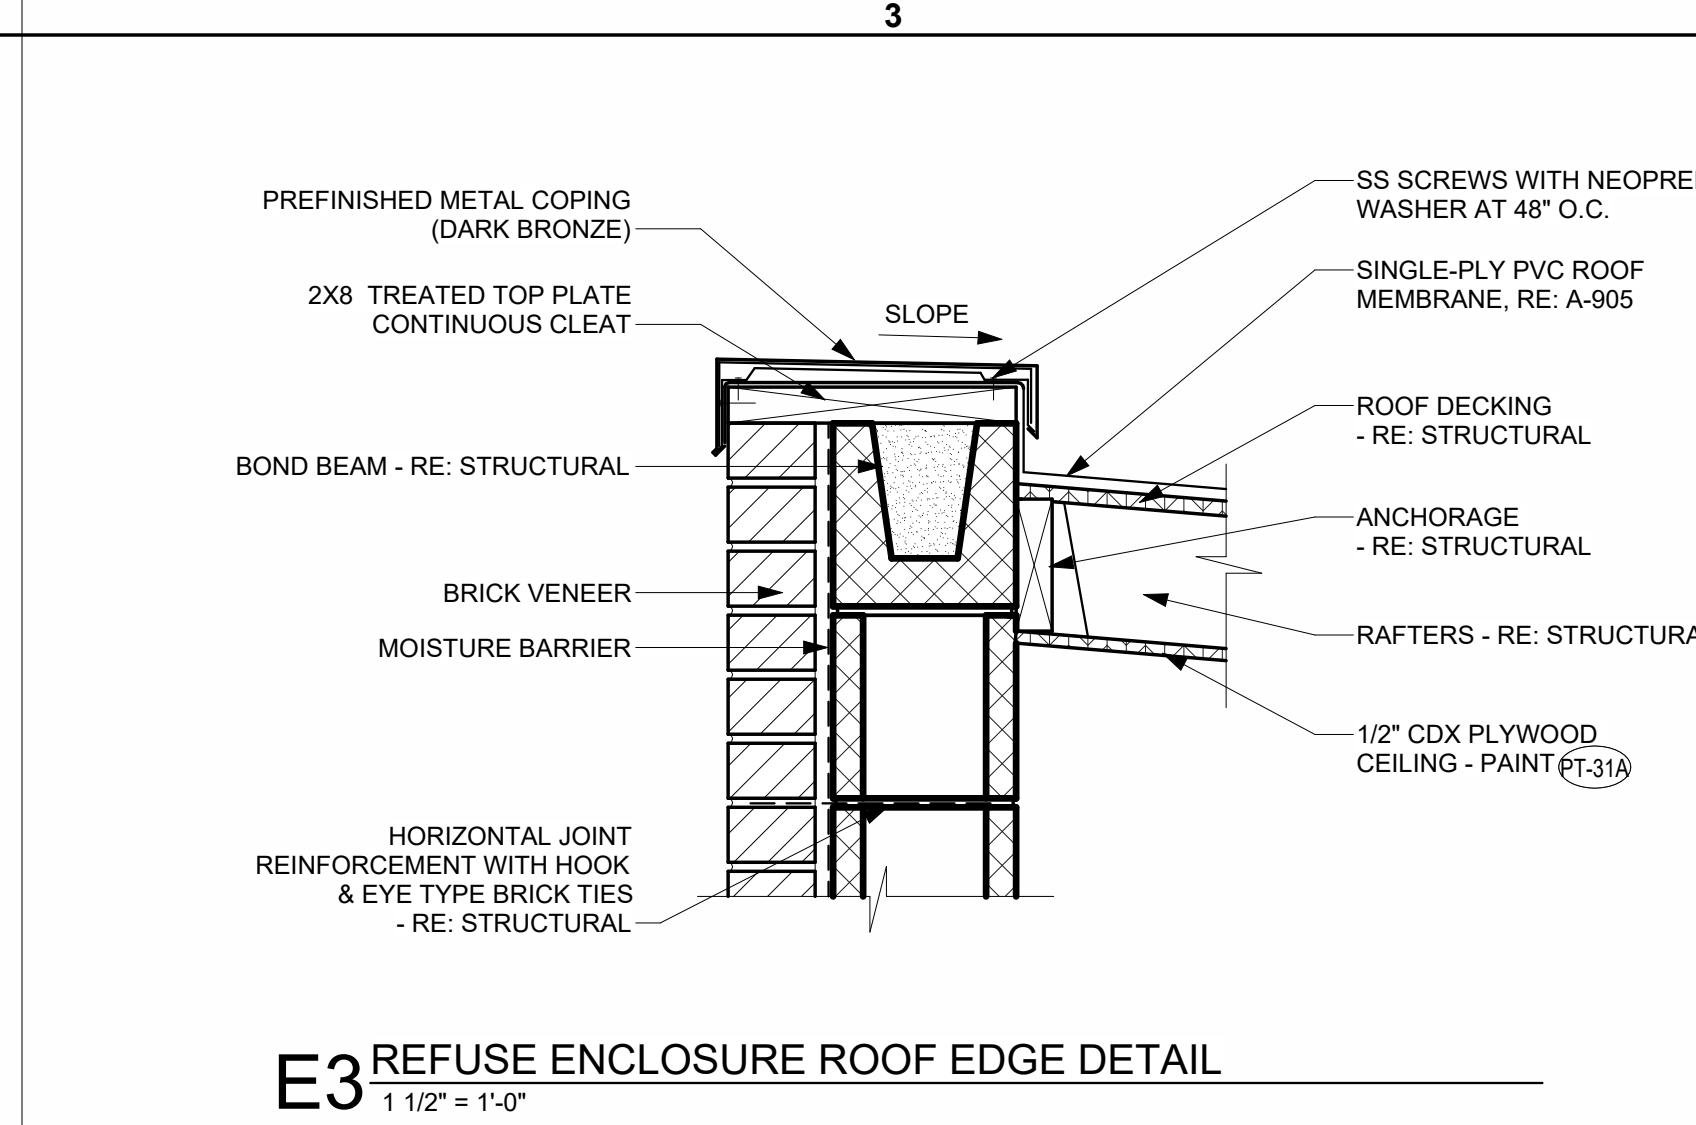 3
PREFINISHED METAL COPING
(DARK BRONZE)
2X8 TREATED TOP PLATE
CONTINUOUS CLEAT
BOND BEAM - RE: STRUCTURAL
BRICK VENEER
MOISTURE BARRIER
HORIZONTAL JOINT
REINFORCEMENT WITH HOOK
& EYE TYPE BRICK TIES
- RE: STRUCTURAL
SLOPE
SS SCREWS WITH
WASHER AT 48" O.C.
SINGLE-PLY PVC ROOF
MEMBRANE, RE: A-905
ROOF DECKING
- RE: STRUCTURAL
ANCHORAGE
- RE: STRUCTURAL
RAFTERS - RE:
1/2" CDX PLYWOOD
CEILING - PAINT PT-31A
E3 REFUSE ENCLOSURE ROOF EDGE DETAIL
1 1/2" = 1'-0"